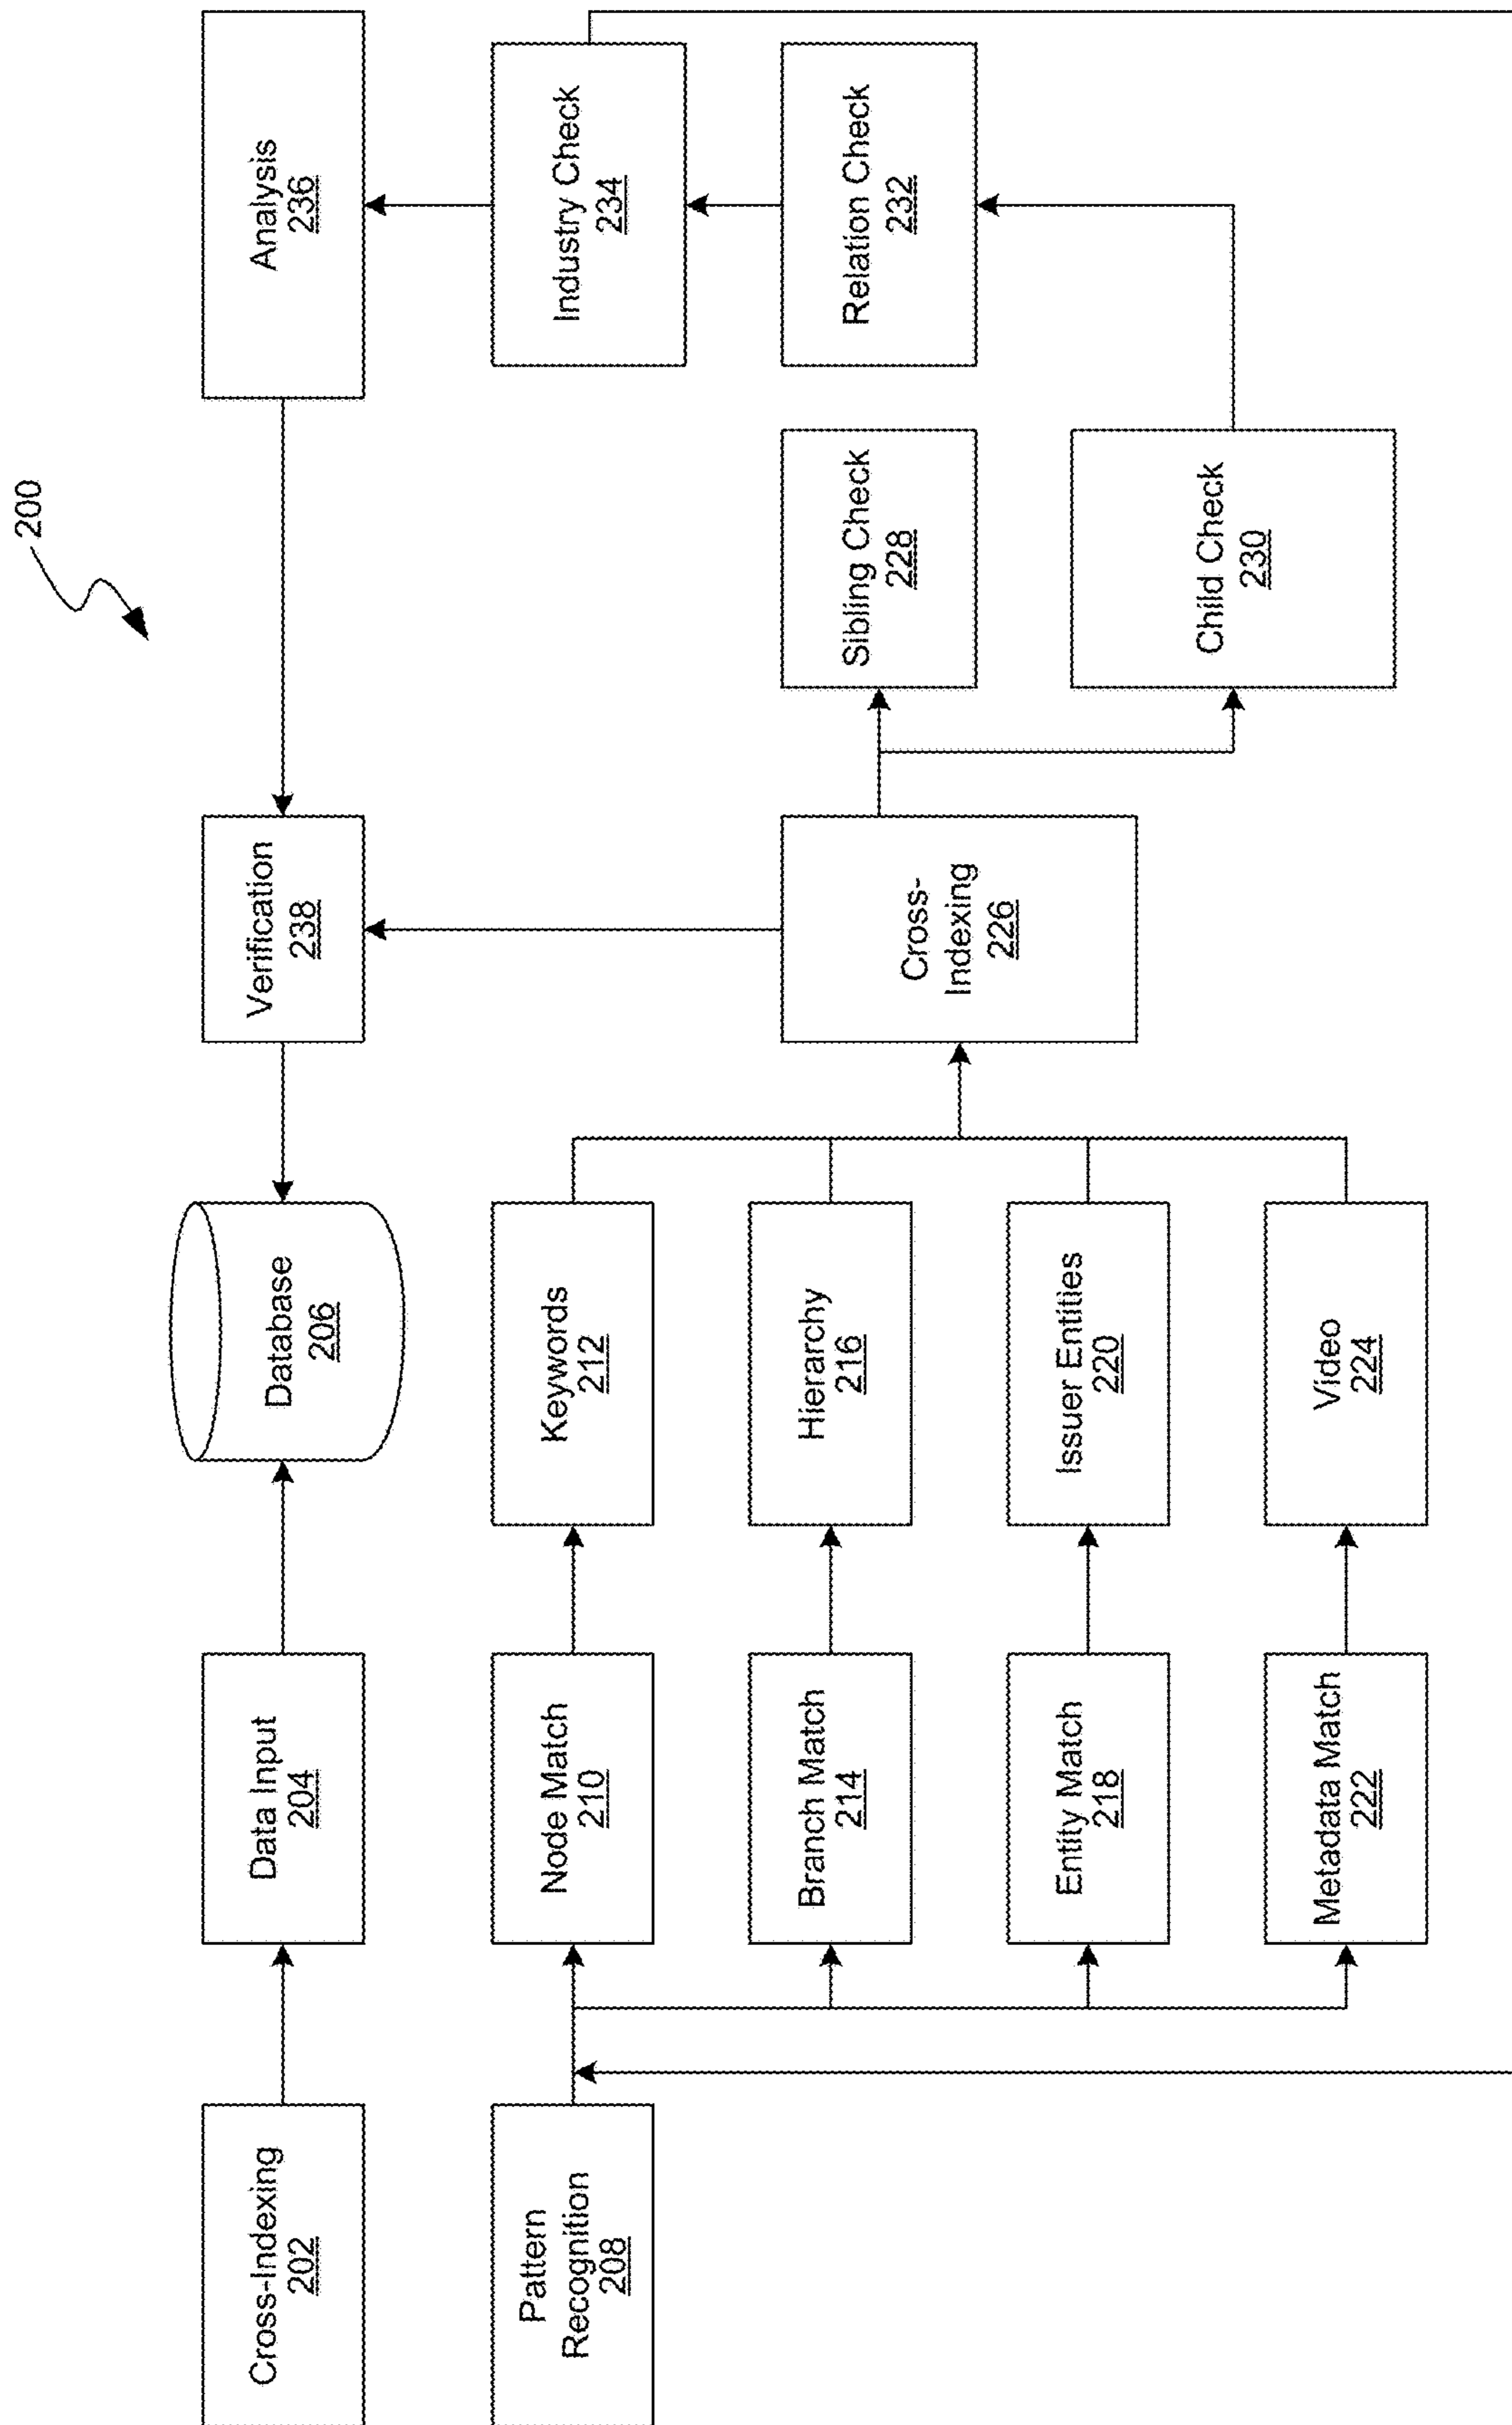 200
Cross-Indexing
202
Data Input
204
Database
206
Verification
238
Analysis
236
Pattern
Recognition
208
Node Match
210
Keywords
212
Industry Check
234
Branch Match
214
Hierarchy
216
Cross-
Indexing
226
Sibling Check
228
Relation Check
232
Entity Match
218
Issuer Entities
220
Child Check
230
Metadata Match
222
Video
224